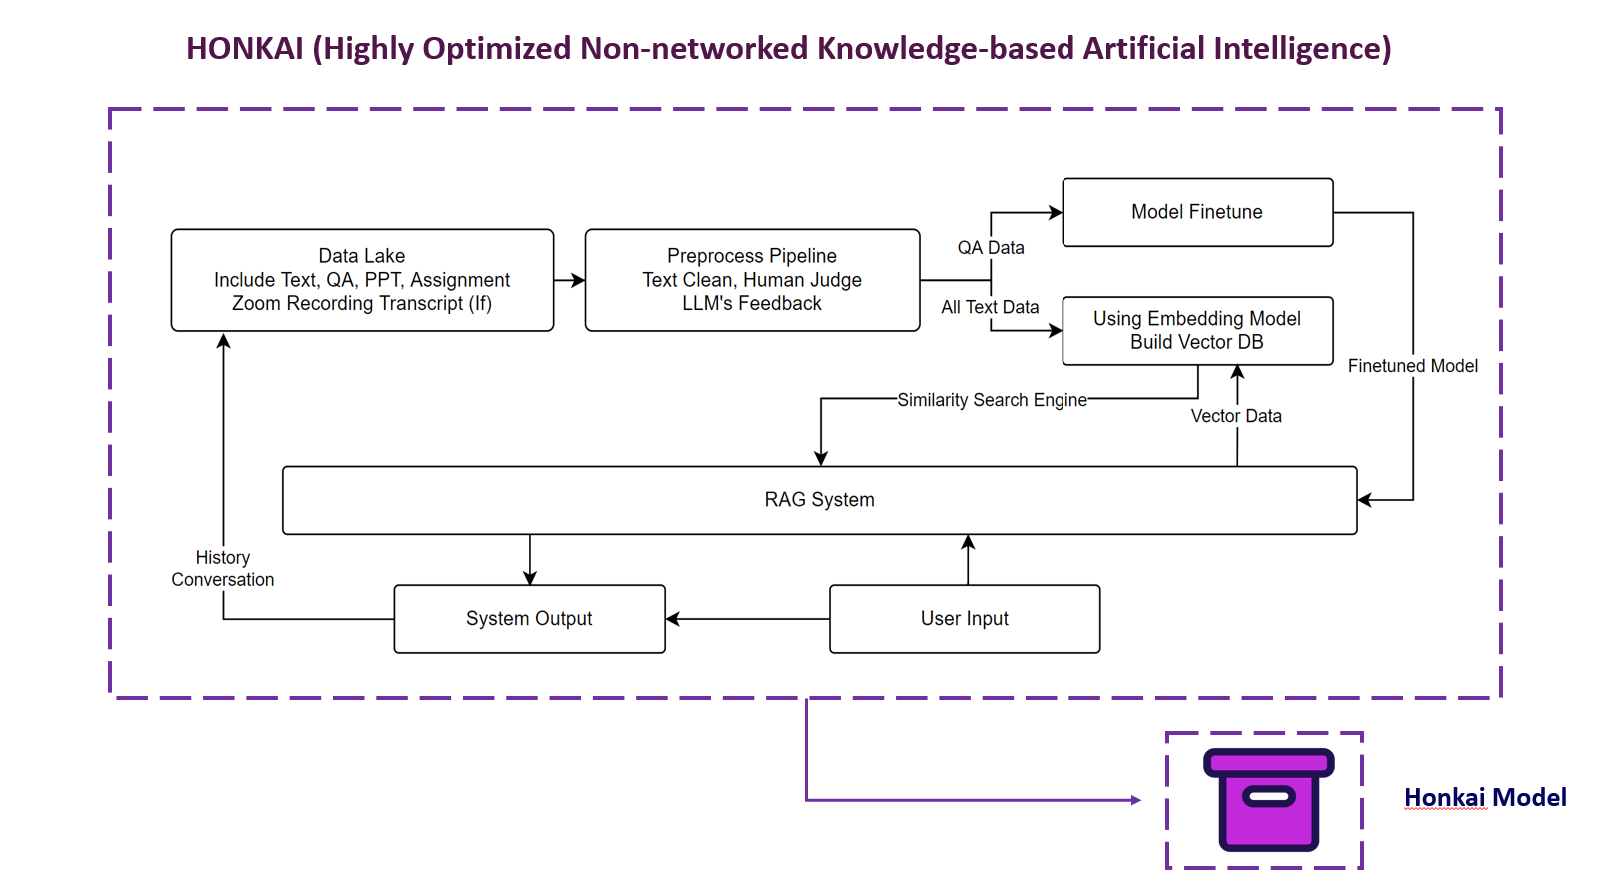 HONKAI (Highly Optimized Non-networked Knowledge-based Artificial Intelligence)
Data Lake
Include Text, QA, PPT, Assignment
Zoom Recording Transcript (If)
Preprocess Pipeline
Text Clean, Human Judge
LLM's Feedback
QA Data
All Text Data
Model Finetune
Using Embedding Model
Build Vector DB
Finetuned Model
Similarity Search Engine
Vector Data
RAG System
History
Conversation
System Output
User Input
Honkai Model